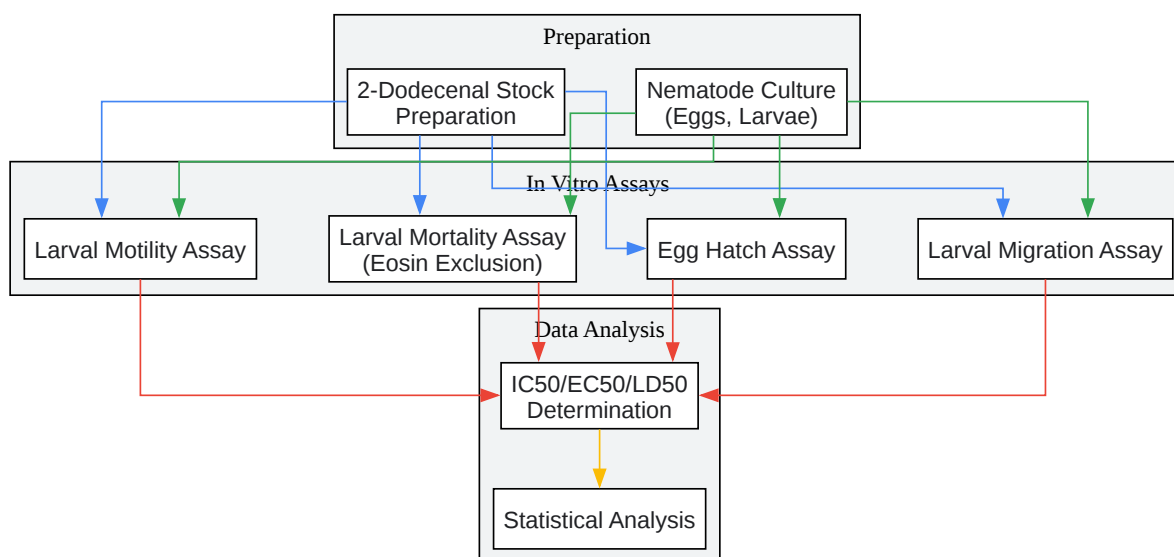 Preparation
2-Dodecenal Stock
Preparation
Nematode Culture
(Eggs, Larvae)
In Vitro Assays
Larval Motility Assay
Larval Mortality Assay
(Eosin Exclusion)
Egg Hatch Assay
Larval Migration Assay
Data Analysis
IC50/EC50/LD50
Determination
Statistical Analysis